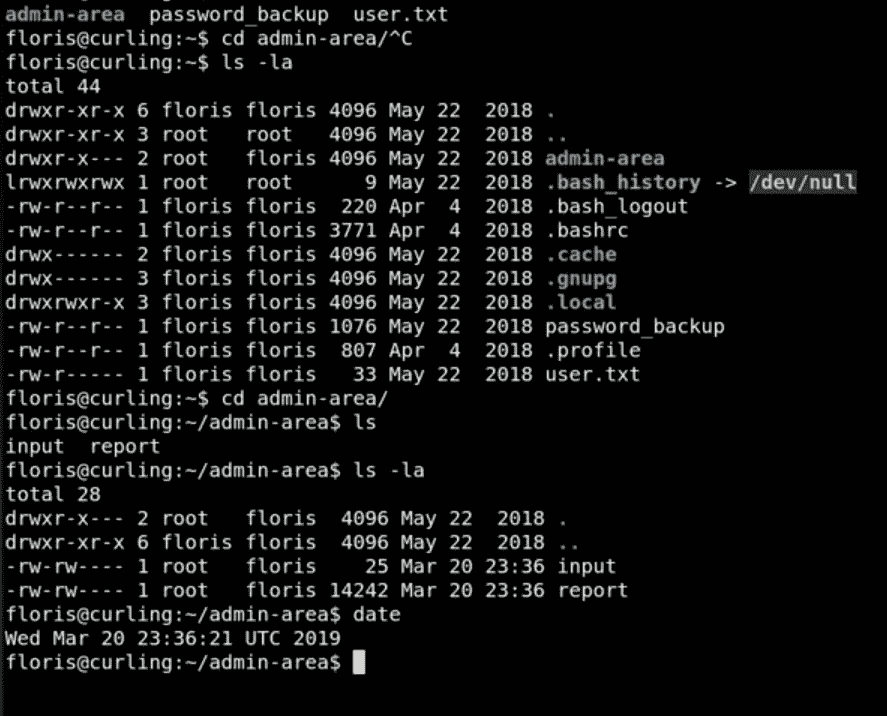 admin-area  password_backup  user.txt
floris@curling:~$ cd admin-area/^C
floris@curling:~$ ls -la
total 44
drwxr-xr-x 6 floris floris 4096 May 22  2018 .
drwxr-xr-x 3 root   root   4096 May 22  2018 ..
drwxr-x--- 2 root   floris 4096 May 22  2018 admin-area
lrwxrwxrwx 1 root   root      9 May 22  2018 .bash_history -> /dev/null
-rw-r--r-- 1 floris floris  220 Apr  4  2018 .bash_logout
-rw-r--r-- 1 floris floris 3771 Apr  4  2018 .bashrc
drwx------ 2 floris floris 4096 May 22  2018 .cache
drwx------ 3 floris floris 4096 May 22  2018 .gnupg
drwxrwxr-x 3 floris floris 4096 May 22  2018 .local
-rw-r--r-- 1 floris floris 1076 May 22  2018 password_backup
-rw-r--r-- 1 floris floris  807 Apr  4  2018 .profile
-rw-r----- 1 floris floris   33 May 22  2018 user.txt
floris@curling:~$ cd admin-area/
floris@curling:~/admin-area$ ls
input  report
floris@curling:~/admin-area$ ls -la
total 28
drwxr-x--- 2 root   floris  4096 May 22  2018 .
drwxr-xr-x 6 floris floris  4096 May 22  2018 ..
-rw-rw---- 1 root   floris    25 Mar 20 23:36 input
-rw-rw---- 1 root   floris 14242 Mar 20 23:36 report
floris@curling:~/admin-area$ date
Wed Mar 20 23:36:21 UTC 2019
floris@curling:~/admin-area$